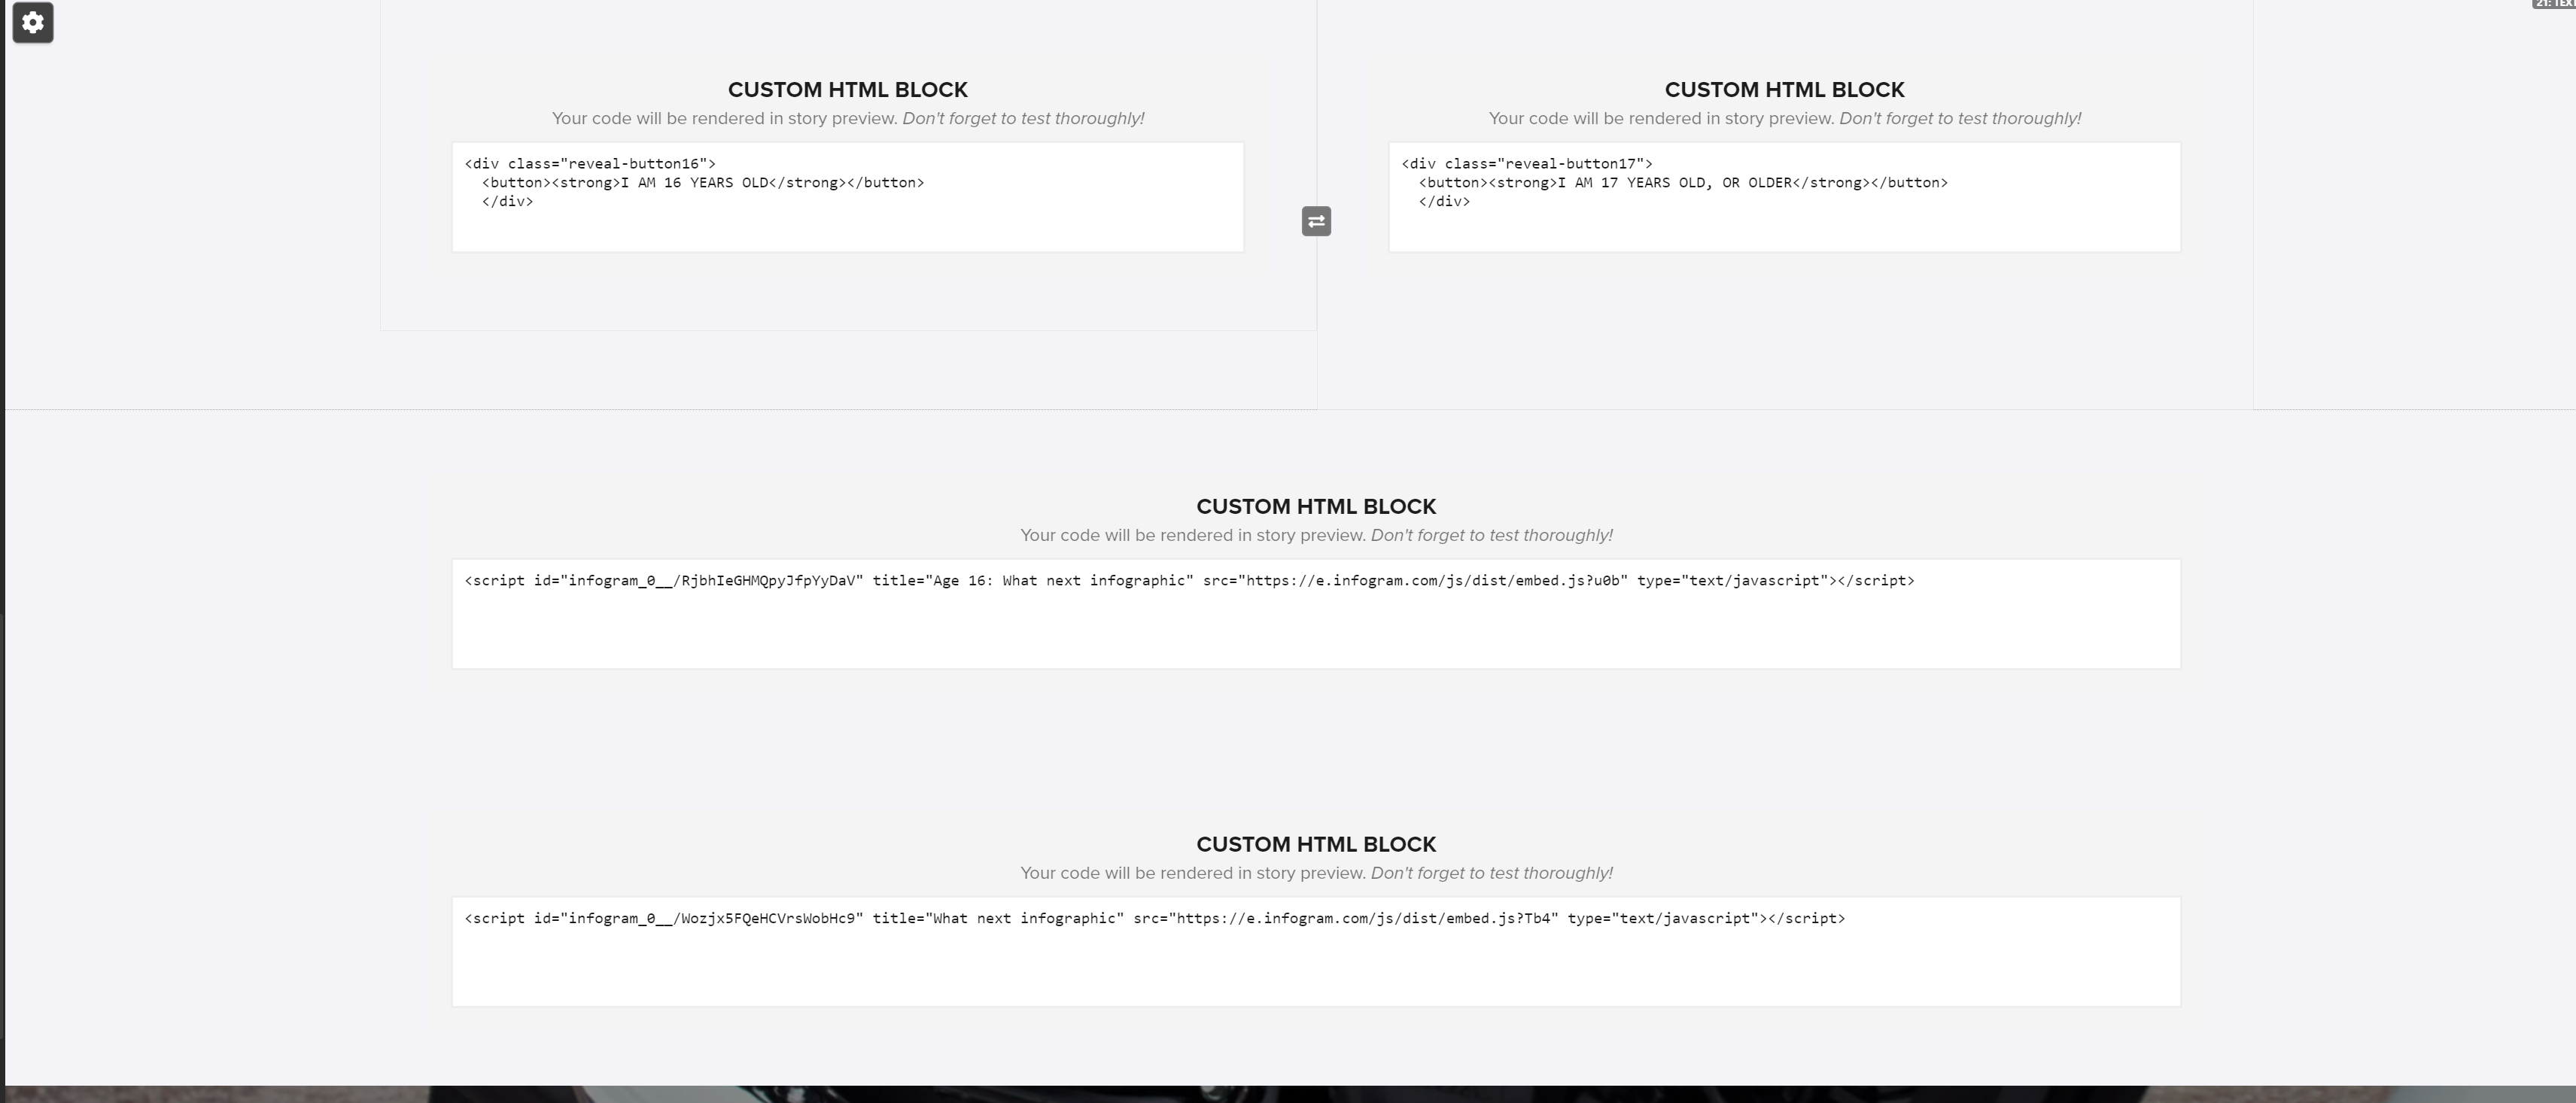 21: TEXT
CUSTOM HTML BLOCK
Your code will be rendered in story preview. Don't forget to test thoroughly!
<div class="reveal-button16">
<button><strong>I AM 16 YEARS OLD</strong></button>
</div>
CUSTOM HTML BLOCK
Your code will be rendered in story preview. Don't forget to test thoroughly!
<div class="reveal-button17">
<button><strong>I AM 17 YEARS OLD, OR OLDER</strong></button>
</div>
CUSTOM HTML BLOCK
Your code will be rendered in story preview. Don't forget to test thoroughly!
<script id="infogram_0__/RjbhIeGHMQpyJfpYyDaV" title="Age 16: What next infographic" src="https://e.infogram.com/js/dist/embed.js?u0b" type="text/javascript"></script>
CUSTOM HTML BLOCK
Your code will be rendered in story preview. Don't forget to test thoroughly!
<script id="infogram_0__/Wozjx5FQeHCVrsWobHc9" title="What next infographic" src="https://e.infogram.com/js/dist/embed.js?Tb4" type="text/javascript"></script>